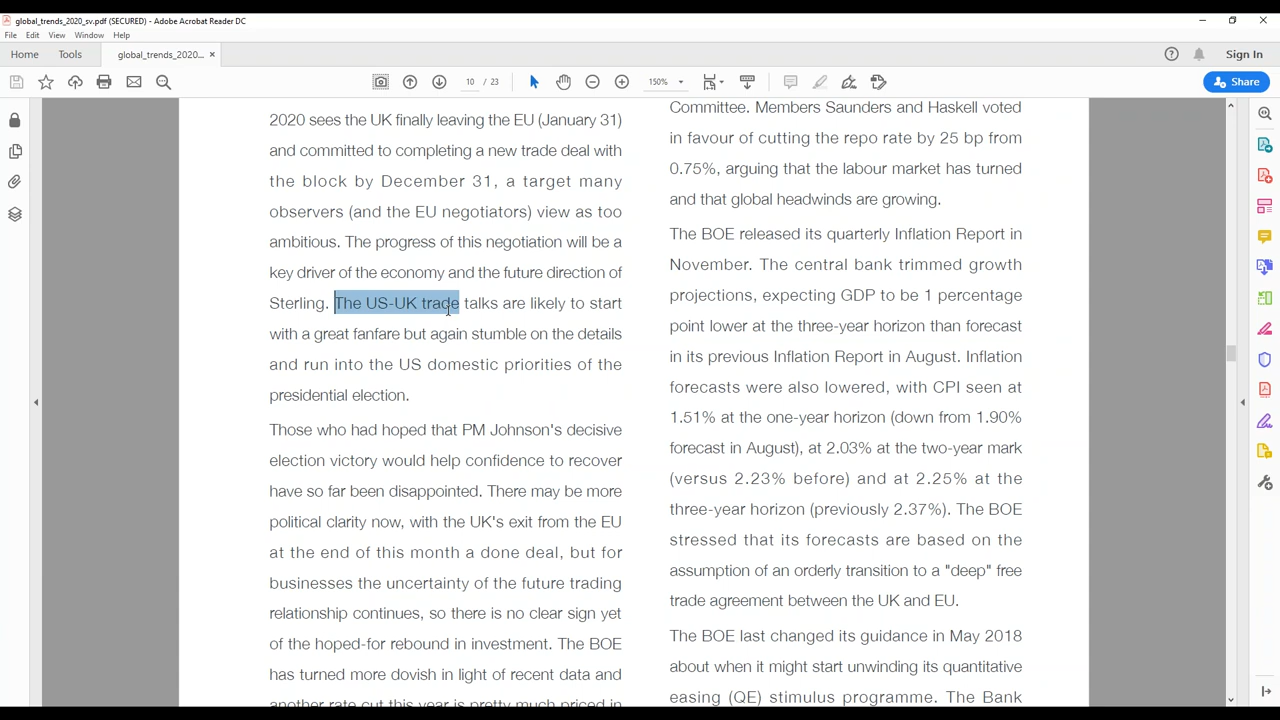 global_trends_2020_sv.pdf (SECURED) - Adobe Acrobat Reader DC
File Edit View Window Help
Home Tools global_trends_2020... × Sign In
10 / 23 150% Share
2020 sees the UK finally leaving the EU (January 31)
and committed to completing a new trade deal with
the block by December 31, a target many
observers (and the EU negotiators) view as too
ambitious. The progress of this negotiation will be a
key driver of the economy and the future direction of
Sterling. The US-UK trade talks are likely to start
with a great fanfare but again stumble on the details
and run into the US domestic priorities of the
presidential election.
Those who had hoped that PM Johnson's decisive
election victory would help confidence to recover
have so far been disappointed. There may be more
political clarity now, with the UK's exit from the EU
at the end of this month a done deal, but for
businesses the uncertainty of the future trading
relationship continues, so there is no clear sign yet
of the hoped-for rebound in investment. The BOE
has turned more dovish in light of recent data and
another rate cut this year is pretty much priced in
Committee. Members Saunders and Haskell voted
in favour of cutting the repo rate by 25 bp from
0.75%, arguing that the labour market has turned
and that global headwinds are growing.
The BOE released its quarterly Inflation Report in
November. The central bank trimmed growth
projections, expecting GDP to be 1 percentage
point lower at the three-year horizon than forecast
in its previous Inflation Report in August. Inflation
forecasts were also lowered, with CPI seen at
1.51% at the one-year horizon (down from 1.90%
forecast in August), at 2.03% at the two-year mark
(versus 2.23% before) and at 2.25% at the
three-year horizon (previously 2.37%). The BOE
stressed that its forecasts are based on the
assumption of an orderly transition to a "deep" free
trade agreement between the UK and EU.
The BOE last changed its guidance in May 2018
about when it might start unwinding its quantitative
easing (QE) stimulus programme. The Bank